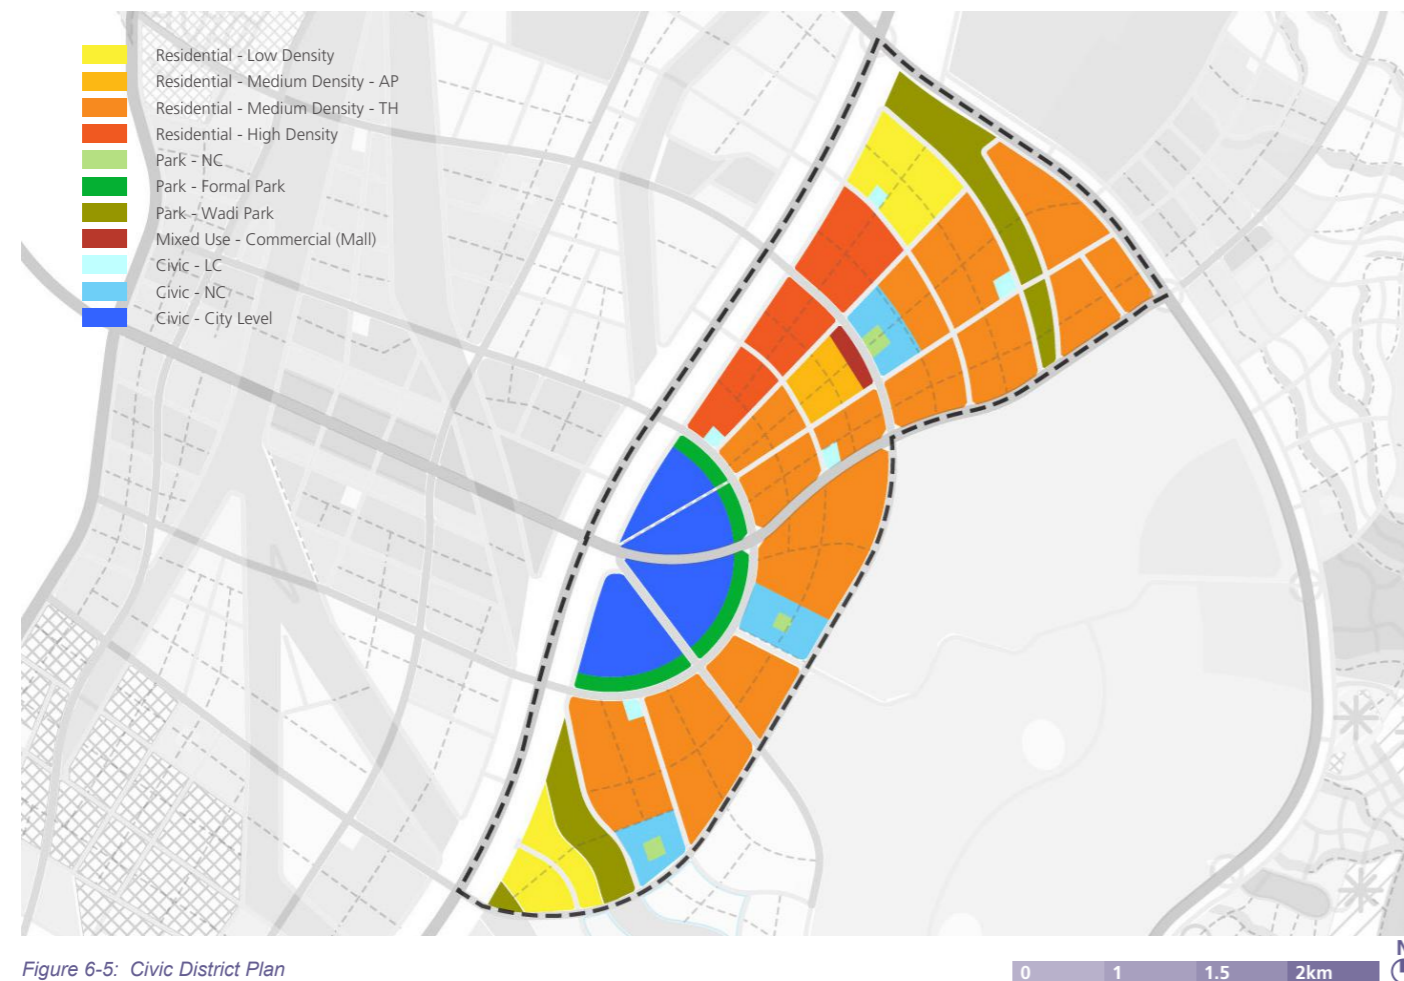 Residential - Low Density
Residential - Medium Density - AP
Residential - Medium Density - TH
Residential - High Density
Park - NC
Park - Formal Park
Park - Wadi Park
Mixed Use - Commercial (Mall)
Civic - LC
Civic - NC
Civic - City Level
Figure 6-5: Civic District Plan
0 1 1.5 2km
N